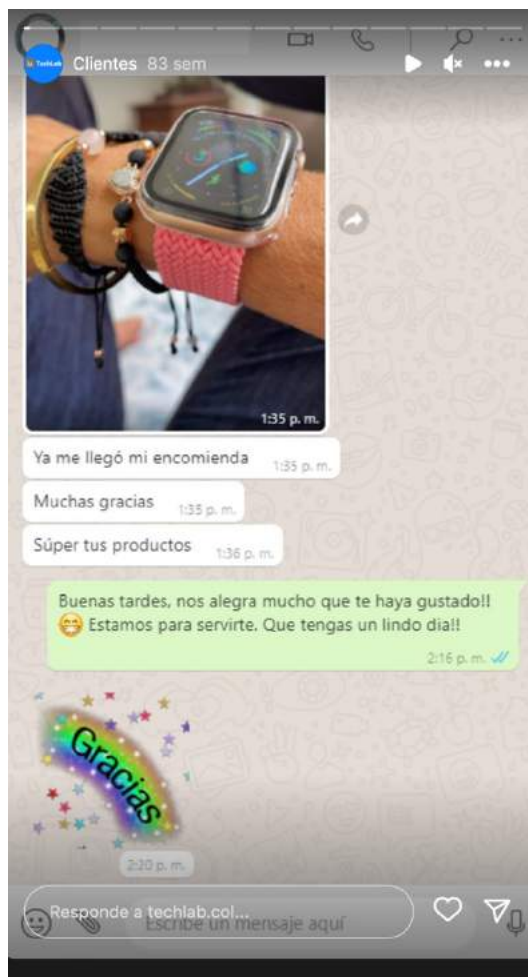 TechLab
Clientes 83 sem
1:35 p. m.
Ya me llegó mi encomienda 1:35 p. m.
Muchas gracias 1:35 p. m.
Súper tus productos 1:36 p. m.
Buenas tardes, nos alegra mucho que te haya gustado!!
Estamos para servirte. Que tengas un lindo dia!!
2:16 p. m.
Gracias
2:20 p. m.
Responde a techlab.col...
Escribe un mensaje aquí